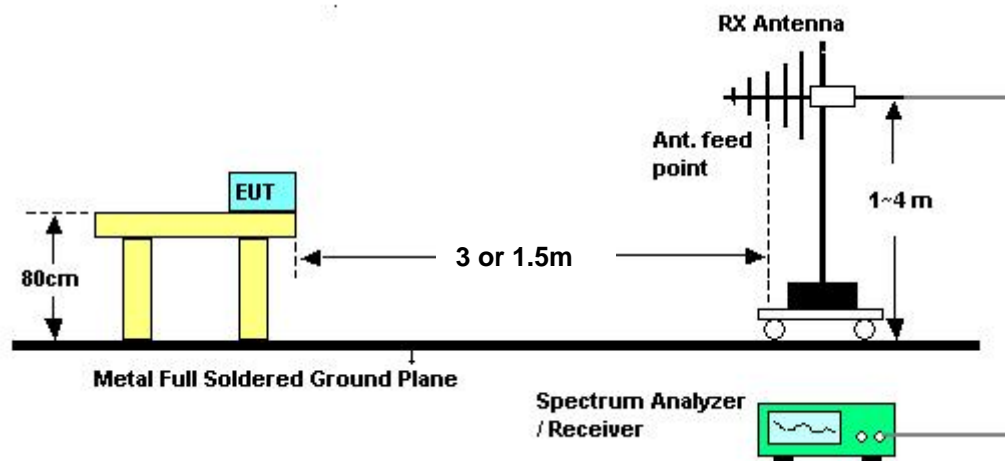 RX Antenna
Ant. feed
point
EUT
1~4 m
3 or 1.5m
80cm
Metal Full Soldered Ground Plane
Spectrum Analyzer
/ Receiver